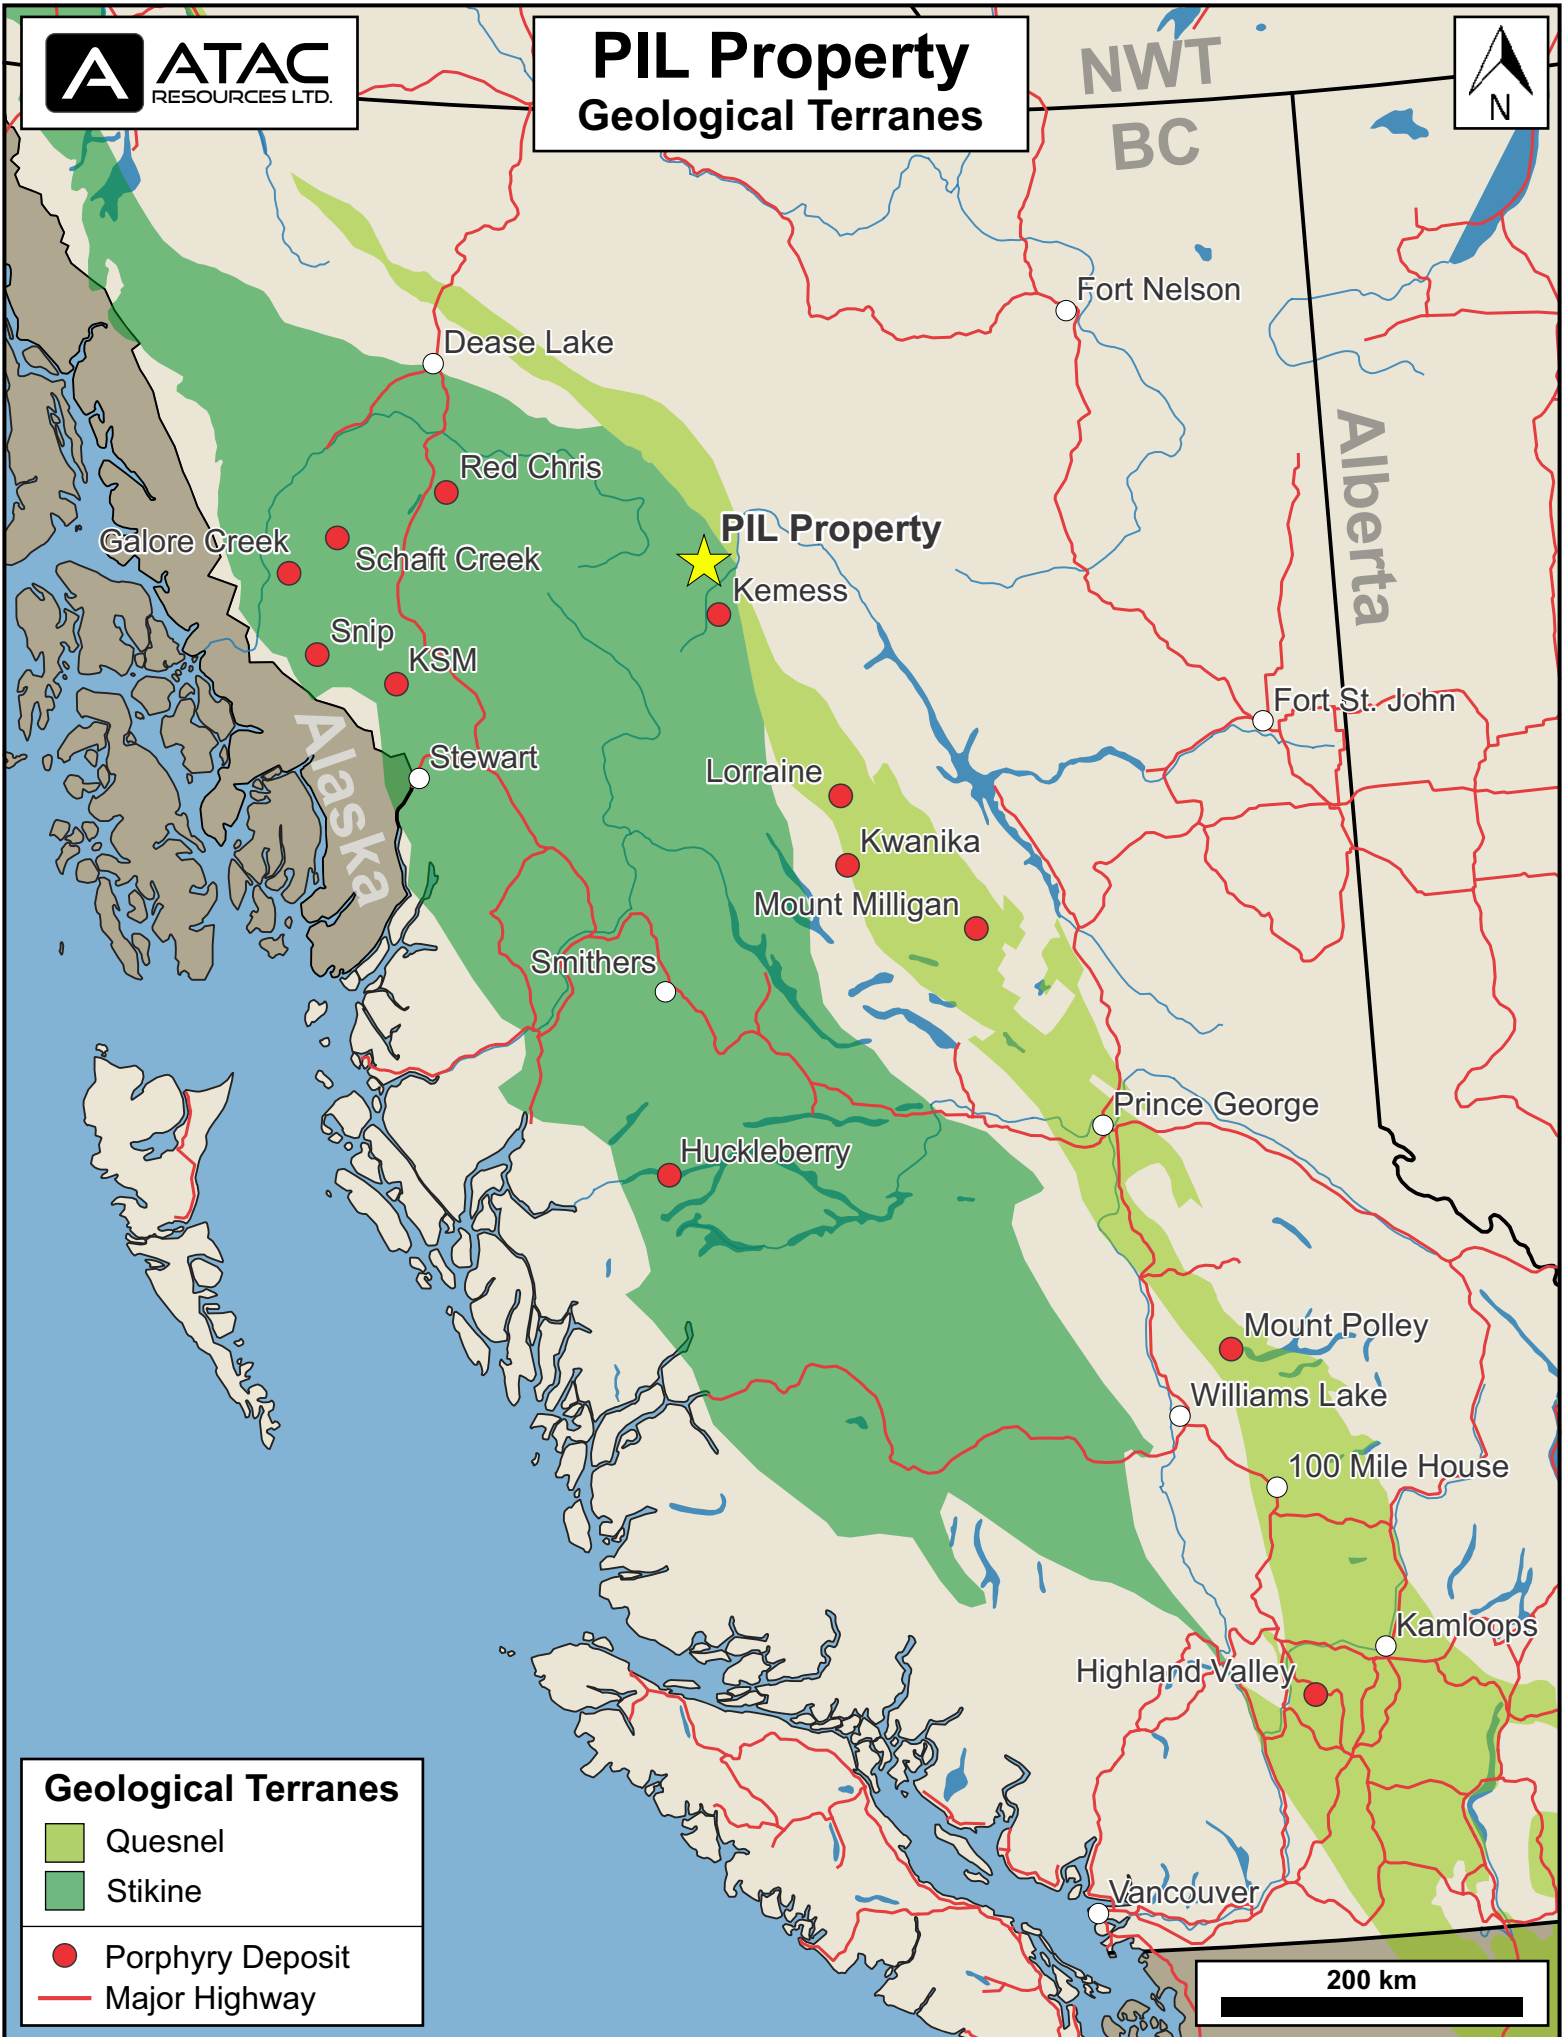 ATAC
RESOURCES LTD.
PIL Property
Geological Terranes
NWT
BC
N
Fort Nelson
Dease Lake
Alberta
Red Chris
PIL Property
Galore Creek
Schaft Creek
Kemess
Snip
KSM
Fort St. John
Alaska
Stewart
Lorraine
Kwanika
Mount Milligan
Smithers
Prince George
Huckleberry
Mount Polley
Williams Lake
100 Mile House
Kamloops
Highland Valley
Vancouver
Geological Terranes
Quesnel
Stikine
Porphyry Deposit
Major Highway
200 km